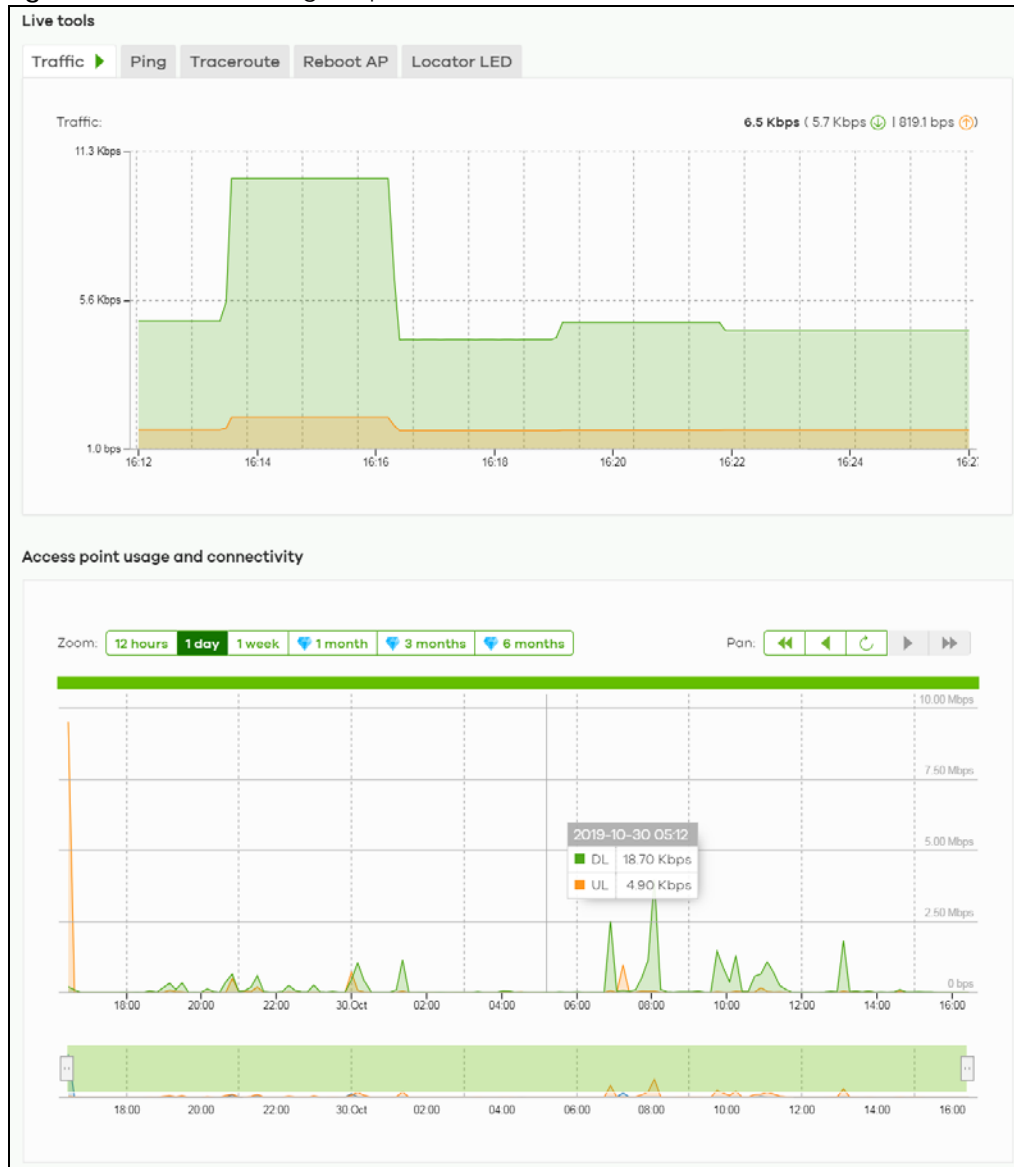 Live tools
Traffic Ping Traceroute Reboot AP Locator LED
Traffic: 6.5 Kbps ( 5.7 Kbps | 819.1 bps )
11.3 Kbps
5.6 Kbps
1.0 bps
16:12 16:14 16:16 16:18 16:20 16:22 16:24 16:2
Access point usage and connectivity
Zoom: 12 hours 1 day 1 week 1 month 3 months 6 months Pan:
10.00 Mbps
7.50 Mbps
2019-10-30 05:12
5.00 Mbps
DL 18.70 Kbps
UL 4.90 Kbps
2.50 Mbps
0 bps
18:00 20:00 22:00 30.Oct 02:00 04:00 06:00 08:00 10:00 12:00 14:00 16:00
18:00 20:00 22:00 30.Oct 02:00 04:00 06:00 08:00 10:00 12:00 14:00 16:00